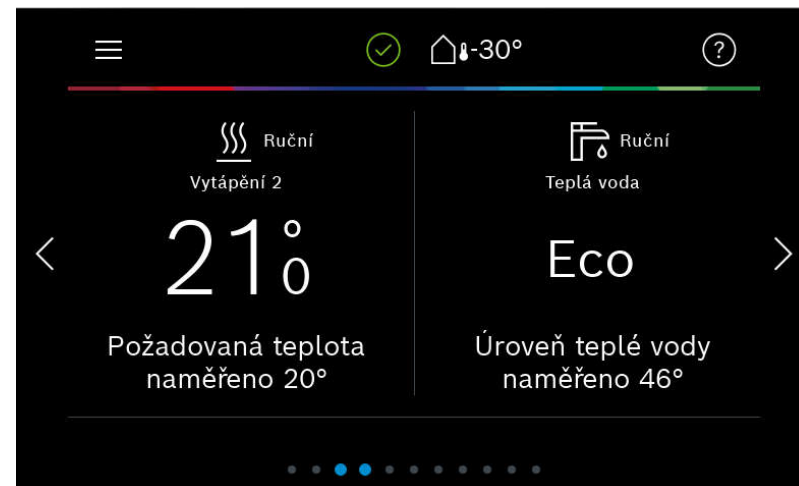 -30°
?
Ruční
Vytápění 2
21°0
Požadovaná teplota
naměřeno 20°
Ruční
Teplá voda
Eco
Úroveň teplé vody
naměřeno 46°